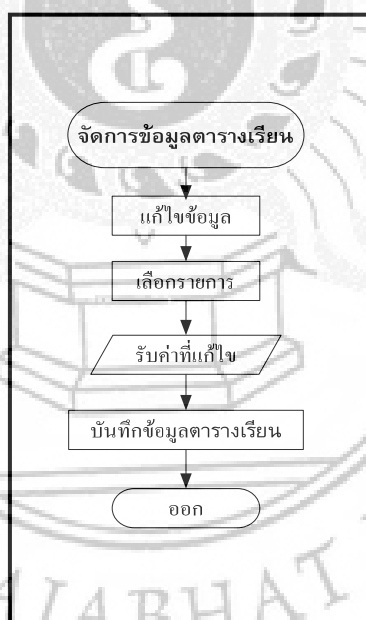 จัดการข้อมูลตารางเรียน
แก้ไขข้อมูล
เลือกรายการ
รับค่าที่แก้ไข
บันทึกข้อมูลตารางเรียน
ออก
AJABHAT